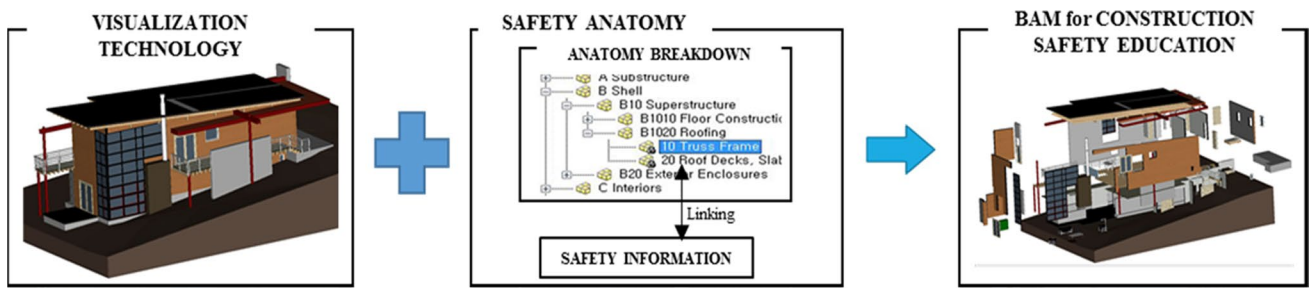 VISUALIZATION
TECHNOLOGY
SAFETY ANATOMY
ANATOMY BREAKDOWN
A Substructure
B Shell
B10 Superstructure
B1010 Floor Constructic
B1020 Roofing
10 Truss Frame
20 Roof Decks, Slat
B20 Exterior Enclosures
C Interiors
Linking
SAFETY INFORMATION
BAM for CONSTRUCTION
SAFETY EDUCATION